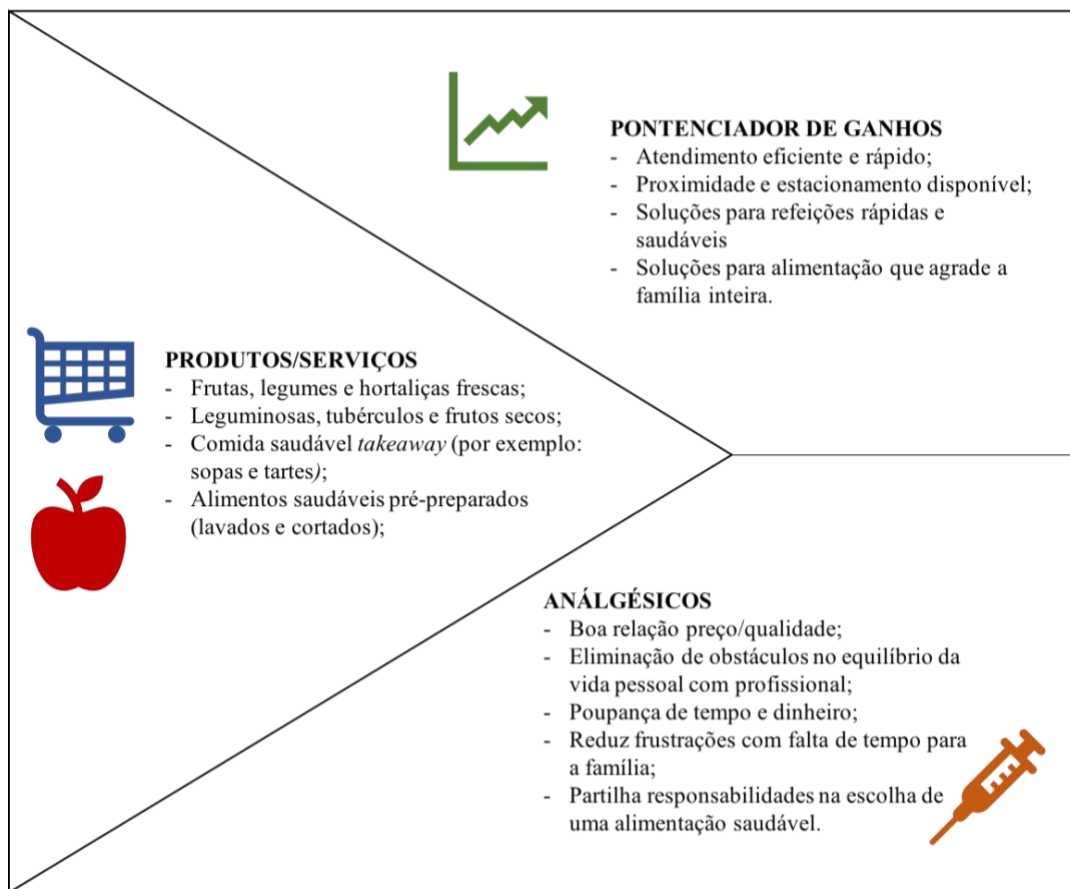 PONTENCIADOR DE GANHOS
- Atendimento eficiente e rápido;
- Proximidade e estacionamento disponível;
- Soluções para refeições rápidas e
saudáveis
- Soluções para alimentação que agrade a
família inteira.
PRODUTOS/SERVIÇOS
- Frutas, legumes e hortaliças frescas;
- Leguminosas, tubérculos e frutos secos;
- Comida saudável takeaway (por exemplo:
sopas e tartes);
- Alimentos saudáveis pré-preparados
(lavados e cortados);
ANÁLGÉSICOS
- Boa relação preço/qualidade;
- Eliminação de obstáculos no equilíbrio da
vida pessoal com profissional;
- Poupança de tempo e dinheiro;
- Reduz frustrações com falta de tempo para
a família;
- Partilha responsabilidades na escolha de
uma alimentação saudável.